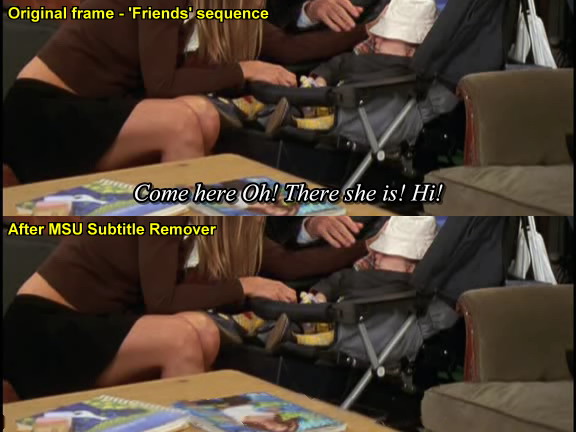 Original frame - 'Friends' sequence
Come here Oh! There she is! Hi!
After MSU Subtitle Remover